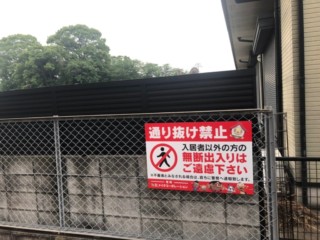 通り抜け禁止
入居者以外の方の
無断出入りは
ご遠慮下さい